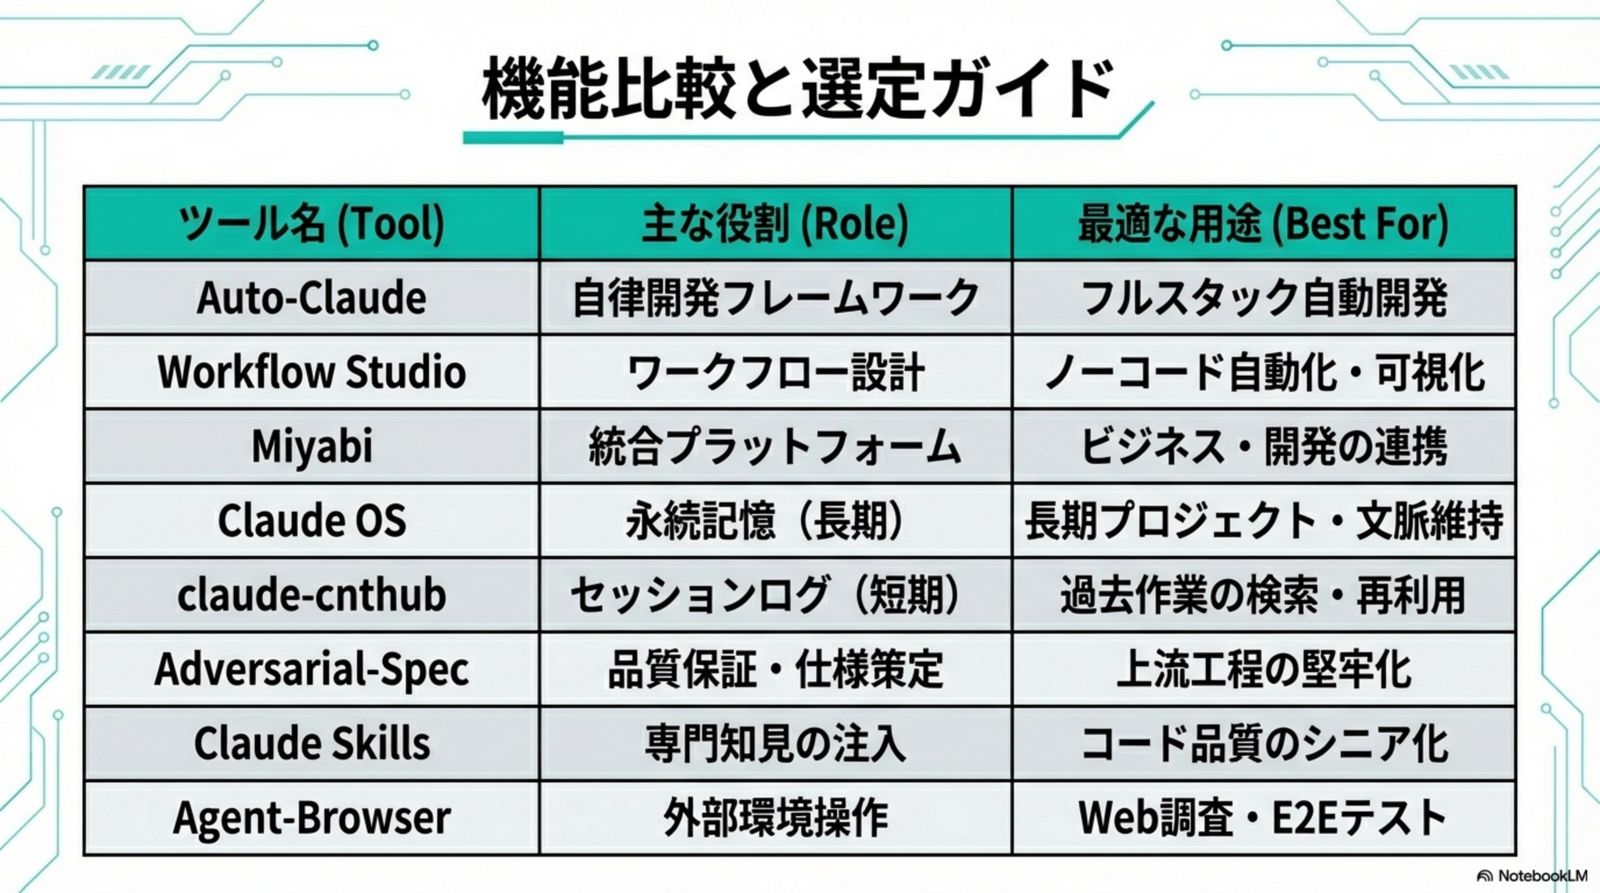 機能比較と選定ガイド
ツール名 (Tool) 主な役割 (Role) 最適な用途 (Best For)
Auto-Claude 自律開発フレームワーク フルスタック自動開発
Workflow Studio ワークフロー設計 ノーコード自動化・可視化
Miyabi 統合プラットフォーム ビジネス・開発の連携
Claude OS 永続記憶（長期） 長期プロジェクト・文脈維持
claude-cnthub セッションログ（短期） 過去作業の検索・再利用
Adversarial-Spec 品質保証・仕様策定 上流工程の堅牢化
Claude Skills 専門知見の注入 コード品質のシニア化
Agent-Browser 外部環境操作 Web調査・E2Eテスト
NotebookLM